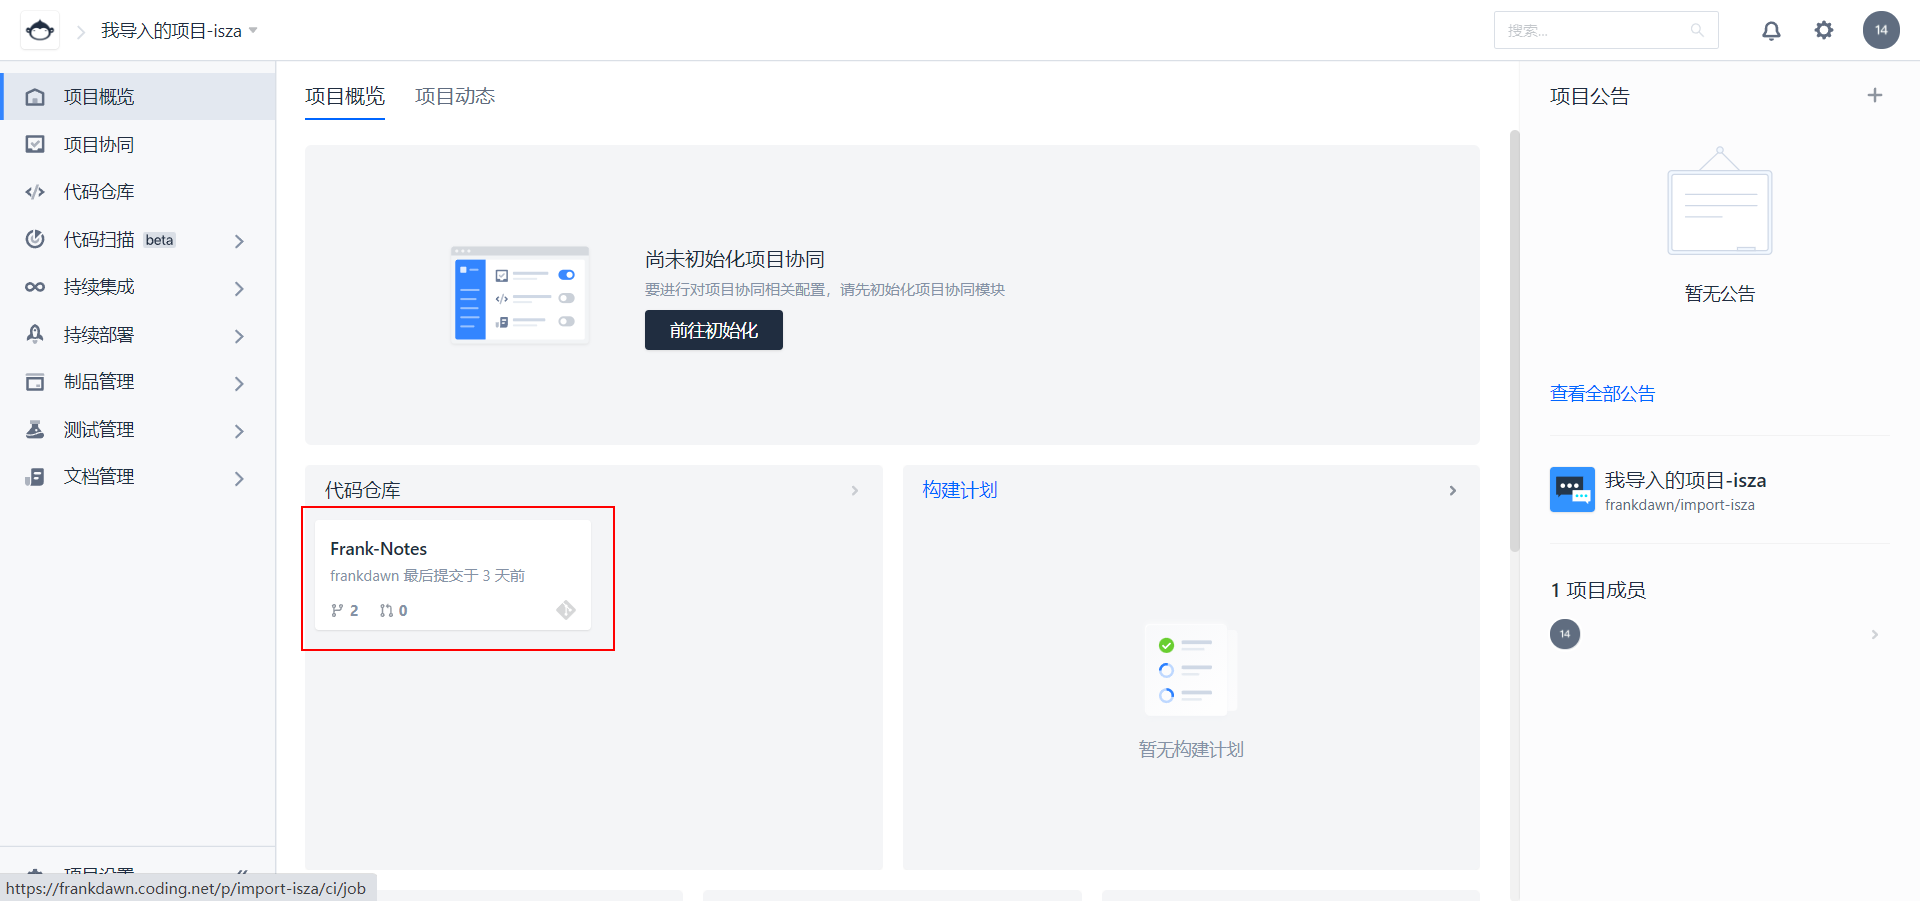 我导入的项目-isza
搜索...
14
项目概览
项目协同
代码仓库
代码扫描 beta
持续集成
持续部署
制品管理
测试管理
文档管理
项目设置
https://frankdawn.coding.net/p/import-isza/ci/job
项目概览
项目动态
尚未初始化项目协同
要进行对项目协同相关配置，请先初始化项目协同模块
前往初始化
代码仓库
Frank-Notes
frankdawn 最后提交于 3 天前
2 0
构建计划
暂无构建计划
项目公告
暂无公告
查看全部公告
我导入的项目-isza
frankdawn/import-isza
1 项目成员
14